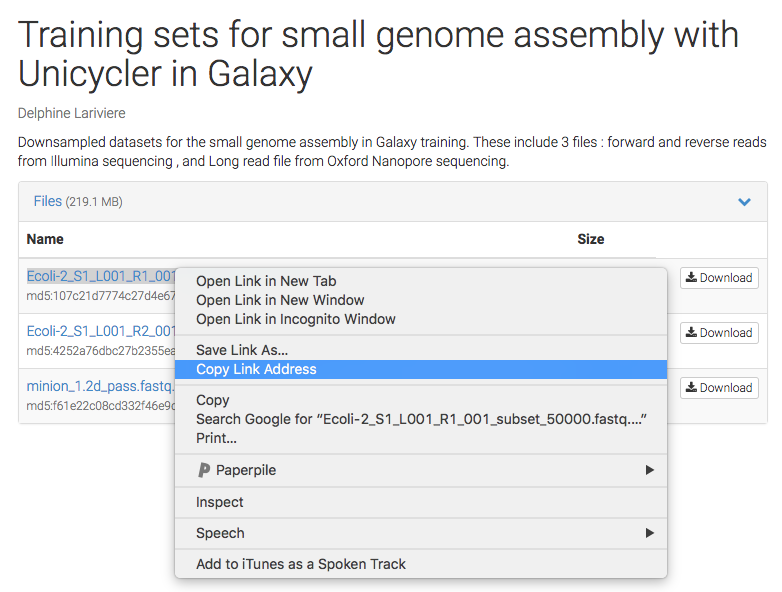 Training sets for small genome assembly with
Unicycler in Galaxy
Delphine Lariviere
Downsampled datasets for the small genome assembly in Galaxy training. These include 3 files : forward and reverse reads
from Illumina sequencing , and Long read file from Oxford Nanopore sequencing.
Files (219.1 MB)
Name Size
Ecoli-2_S1_L001_R1_001
md5:107c21d7774c27d4e67
Download
Ecoli-2_S1_L001_R2_001
md5:4252a76dbc27b2355ea
Download
minion_1.2d_pass.fastq.
md5:f61e22c08cd332f46e9c
Download
Open Link in New Tab
Open Link in New Window
Open Link in Incognito Window
Save Link As...
Copy Link Address
Copy
Search Google for “Ecoli-2_S1_L001_R1_001_subset_50000.fastq....”
Print...
Paperpile
Inspect
Speech
Add to iTunes as a Spoken Track